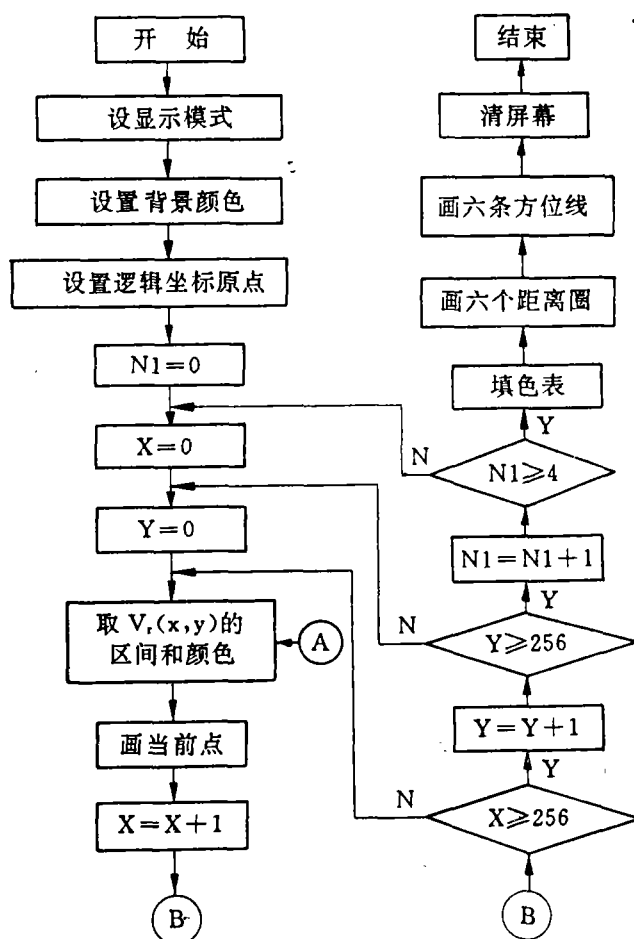 开 始
设显示模式
设置背景颜色
设置逻辑坐标原点
N1=0
X=0
Y=0
取 Vr(x,y)的
区间和颜色
A
画当前点
X=X+1
B
结束
清屏幕
画六条方位线
画六个距离圈
填色表
Y
N
N1⩾4
N1=N1+1
Y
N
Y⩾256
Y=Y+1
Y
N
X⩾256
B